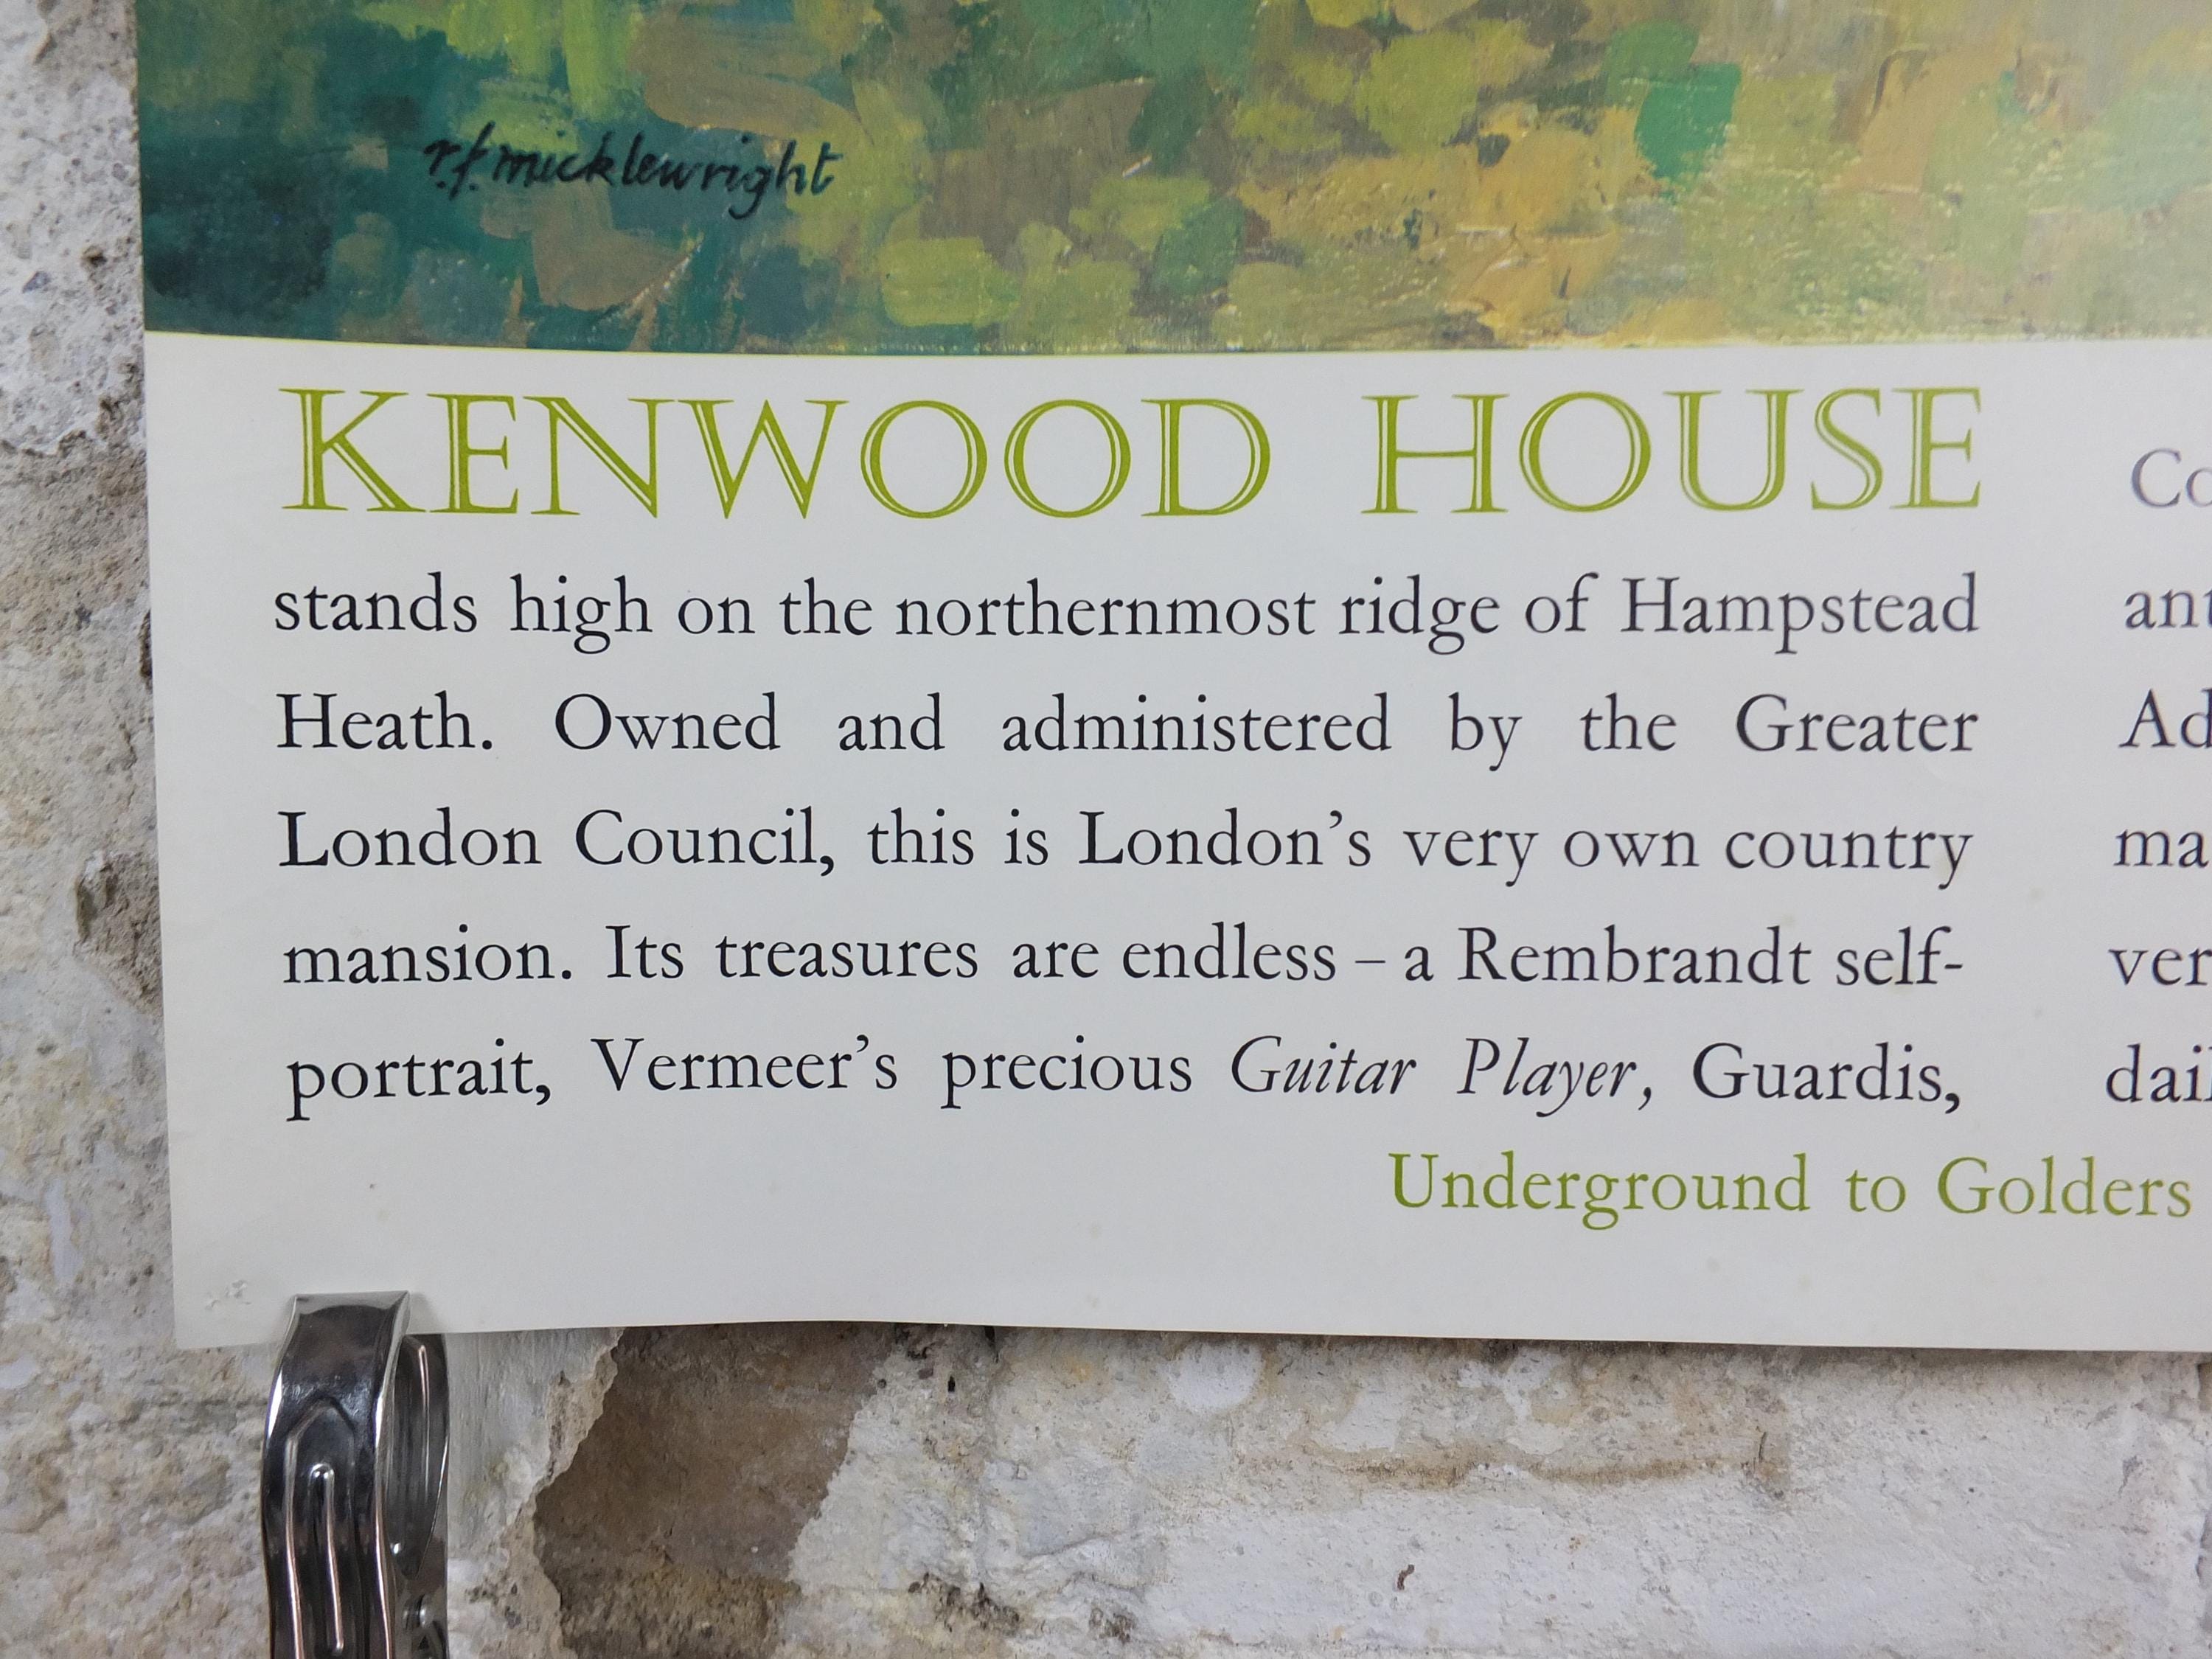 r.f. micklewright
KENWOOD HOUSE
stands high on the northernmost ridge of Hampstead
Heath. Owned and administered by the Greater
London Council, this is London's very own country
mansion. Its treasures are endless – a Rembrandt self-
portrait, Vermeer's precious Guitar Player, Guardis,
Underground to Golders